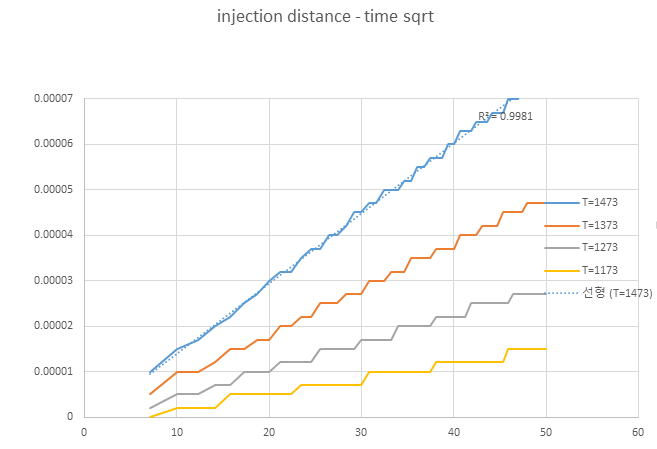 injection distance - time sqrt
0.00007
0.00006
0.00005
0.00004
0.00003
0.00002
0.00001
0
0
10
20
30
40
50
60
R² = 0.9981
T=1473
T=1373
T=1273
T=1173
선형 (T=1473)